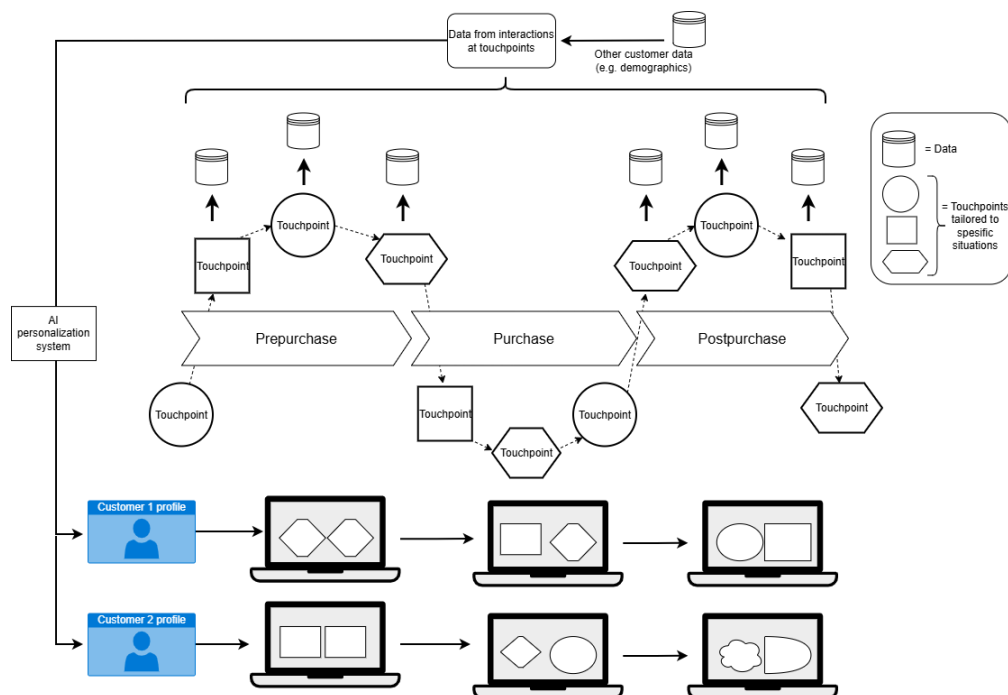 Data from interactions
at touchpoints
Other customer data
(e.g. demographics)
= Data
= Touchpoints
tailored to
spesific
situations
Touchpoint
Touchpoint
Touchpoint
Touchpoint
Touchpoint
Touchpoint
AI
personalization
system
Prepurchase
Purchase
Postpurchase
Touchpoint
Touchpoint
Touchpoint
Touchpoint
Touchpoint
Customer 1 profile
Customer 2 profile